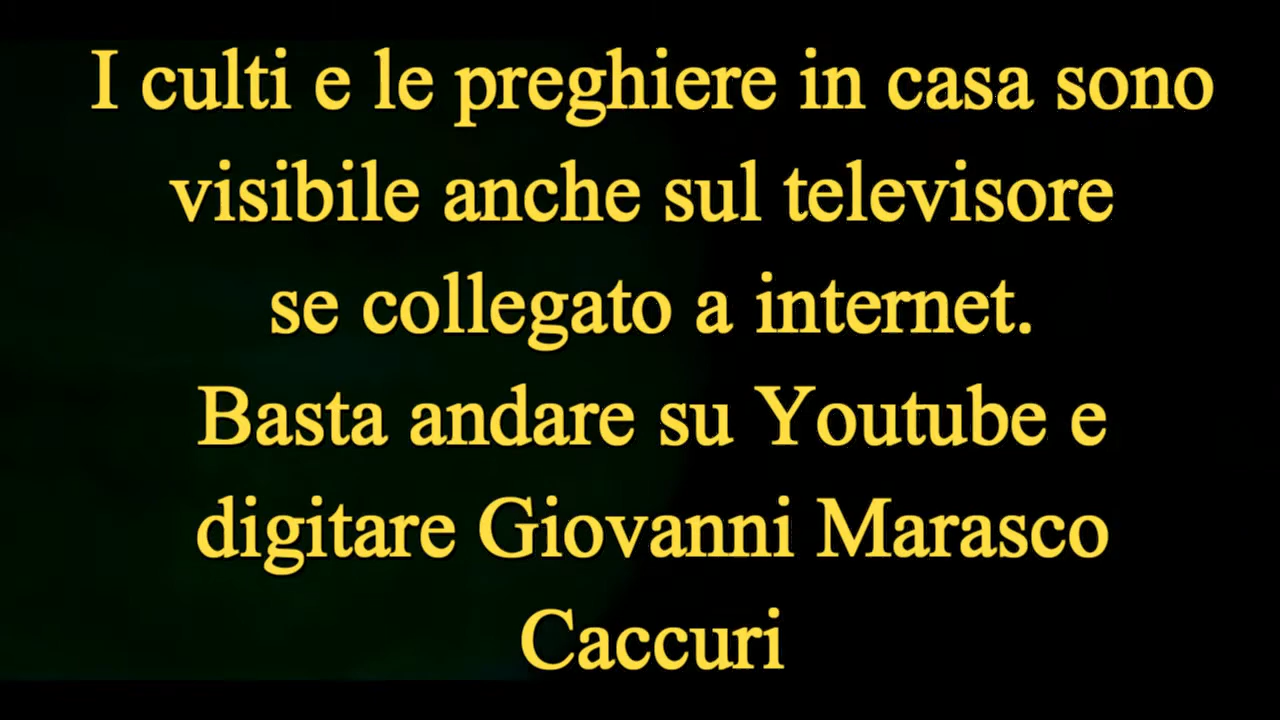 I culti e le preghiere in casa sono
visibile anche sul televisore
se collegato a internet.
Basta andare su Youtube e
digitare Giovanni Marasco
Caccuri